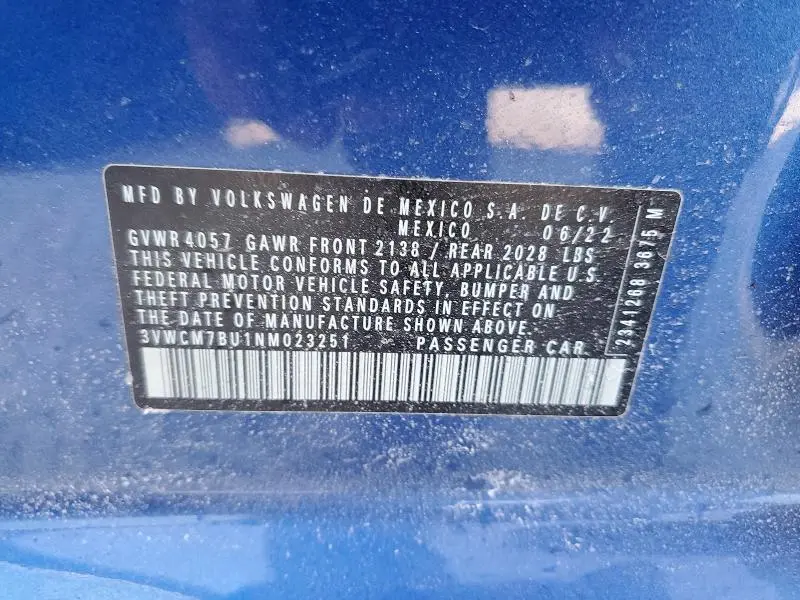 MFD BY VOLKSWAGEN DE MEXICO S.A. DE C.V
MEXICO 06/22
GVWR 4057 GAWR FRONT 2138 / REAR 2028 LBS
THIS VEHICLE CONFORMS TO ALL APPLICABLE U.S.
FEDERAL MOTOR VEHICLE SAFETY, BUMPER AND
THEFT PREVENTION STANDARDS IN EFFECT ON
THE DATE OF MANUFACTURE SHOWN ABOVE.
3VWCM7BU1NM023251 PASSENGER CAR
2341268 3675 M